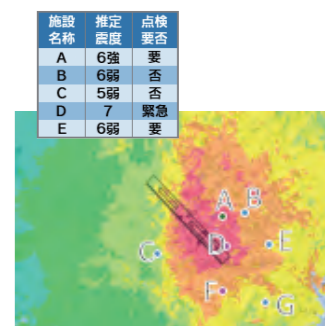 施設名称 推定震度 点検要否
A 6強 要
B 6弱 否
C 5弱 否
D 7 緊急
E 6弱 要
A B
D E
C
F
G